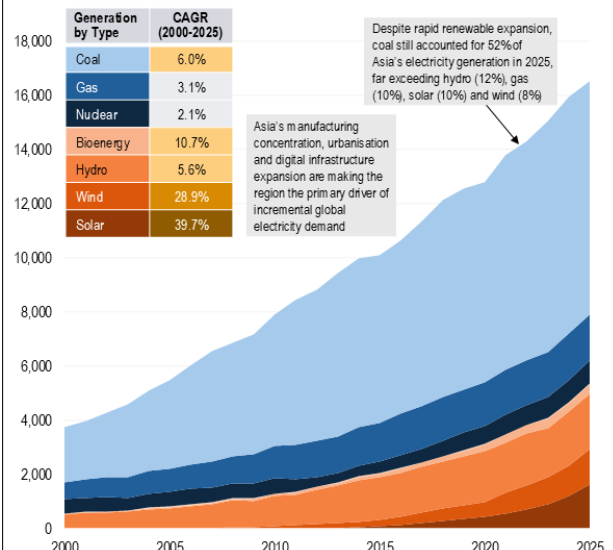 Generation by Type CAGR (2000-2025)
Coal 6.0%
Gas 3.1%
Nuclear 2.1%
Bioenergy 10.7%
Hydro 5.6%
Wind 28.9%
Solar 39.7%
Despite rapid renewable expansion,
coal still accounted for 52% of
Asia's electricity generation in 2025,
far exceeding hydro (12%), gas
(10%), solar (10%) and wind (8%)
Asia's manufacturing
concentration, urbanisation
and digital infrastructure
expansion are making the
region the primary driver of
incremental global
electricity demand
18,000
16,000
14,000
12,000
10,000
8,000
6,000
4,000
2,000
0
2000 2005 2010 2015 2020 2025